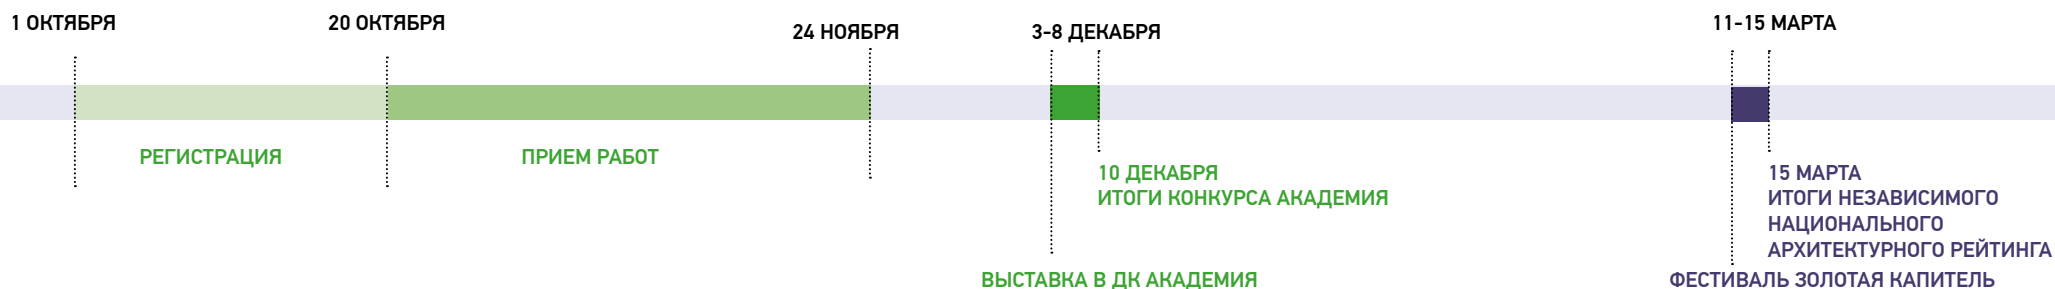 1 ОКТЯБРЯ
20 ОКТЯБРЯ
24 НОЯБРЯ
3-8 ДЕКАБРЯ
11-15 МАРТА
РЕГИСТРАЦИЯ
ПРИЕМ РАБОТ
10 ДЕКАБРЯ
ИТОГИ КОНКУРСА АКАДЕМИЯ
ВЫСТАВКА В ДК АКАДЕМИЯ
15 МАРТА
ИТОГИ НЕЗАВИСИМОГО
НАЦИОНАЛЬНОГО
АРХИТЕКТУРНОГО РЕЙТИНГА
ФЕСТИВАЛЬ ЗОЛОТАЯ КАПИТЕЛЬ